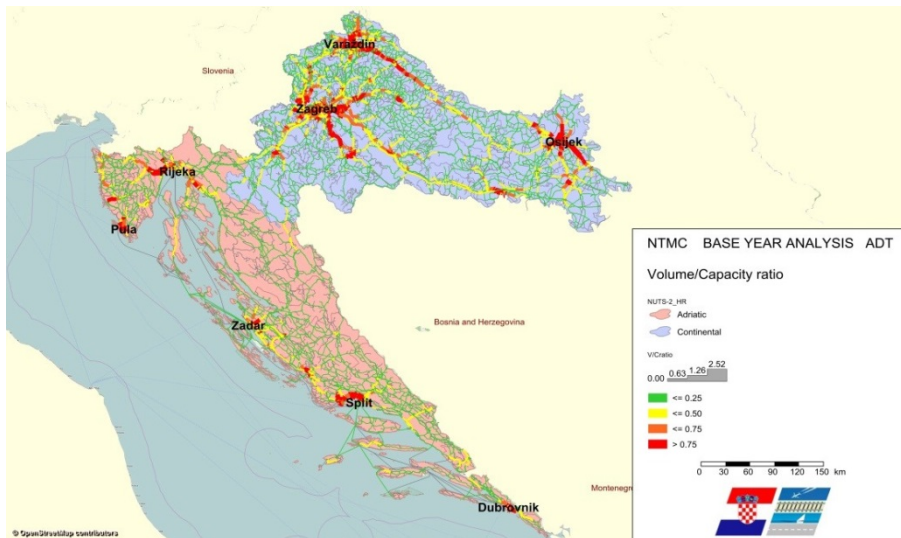 Varaždin
Slovenia
Zagreb
Osijek
Rijeka
Pula
Zadar
Bosnia and Herzegovina
Split
Dubrovnik
Montenegro
© OpenStreetMap contributors
NTMC BASE YEAR ANALYSIS ADT
Volume/Capacity ratio
NUTS-2_HR
Adriatic
Continental
V/Cratio
0.00 0.63 1.26 2.52
<= 0.25
<= 0.50
<= 0.75
> 0.75
0 30 60 90 120 150 km